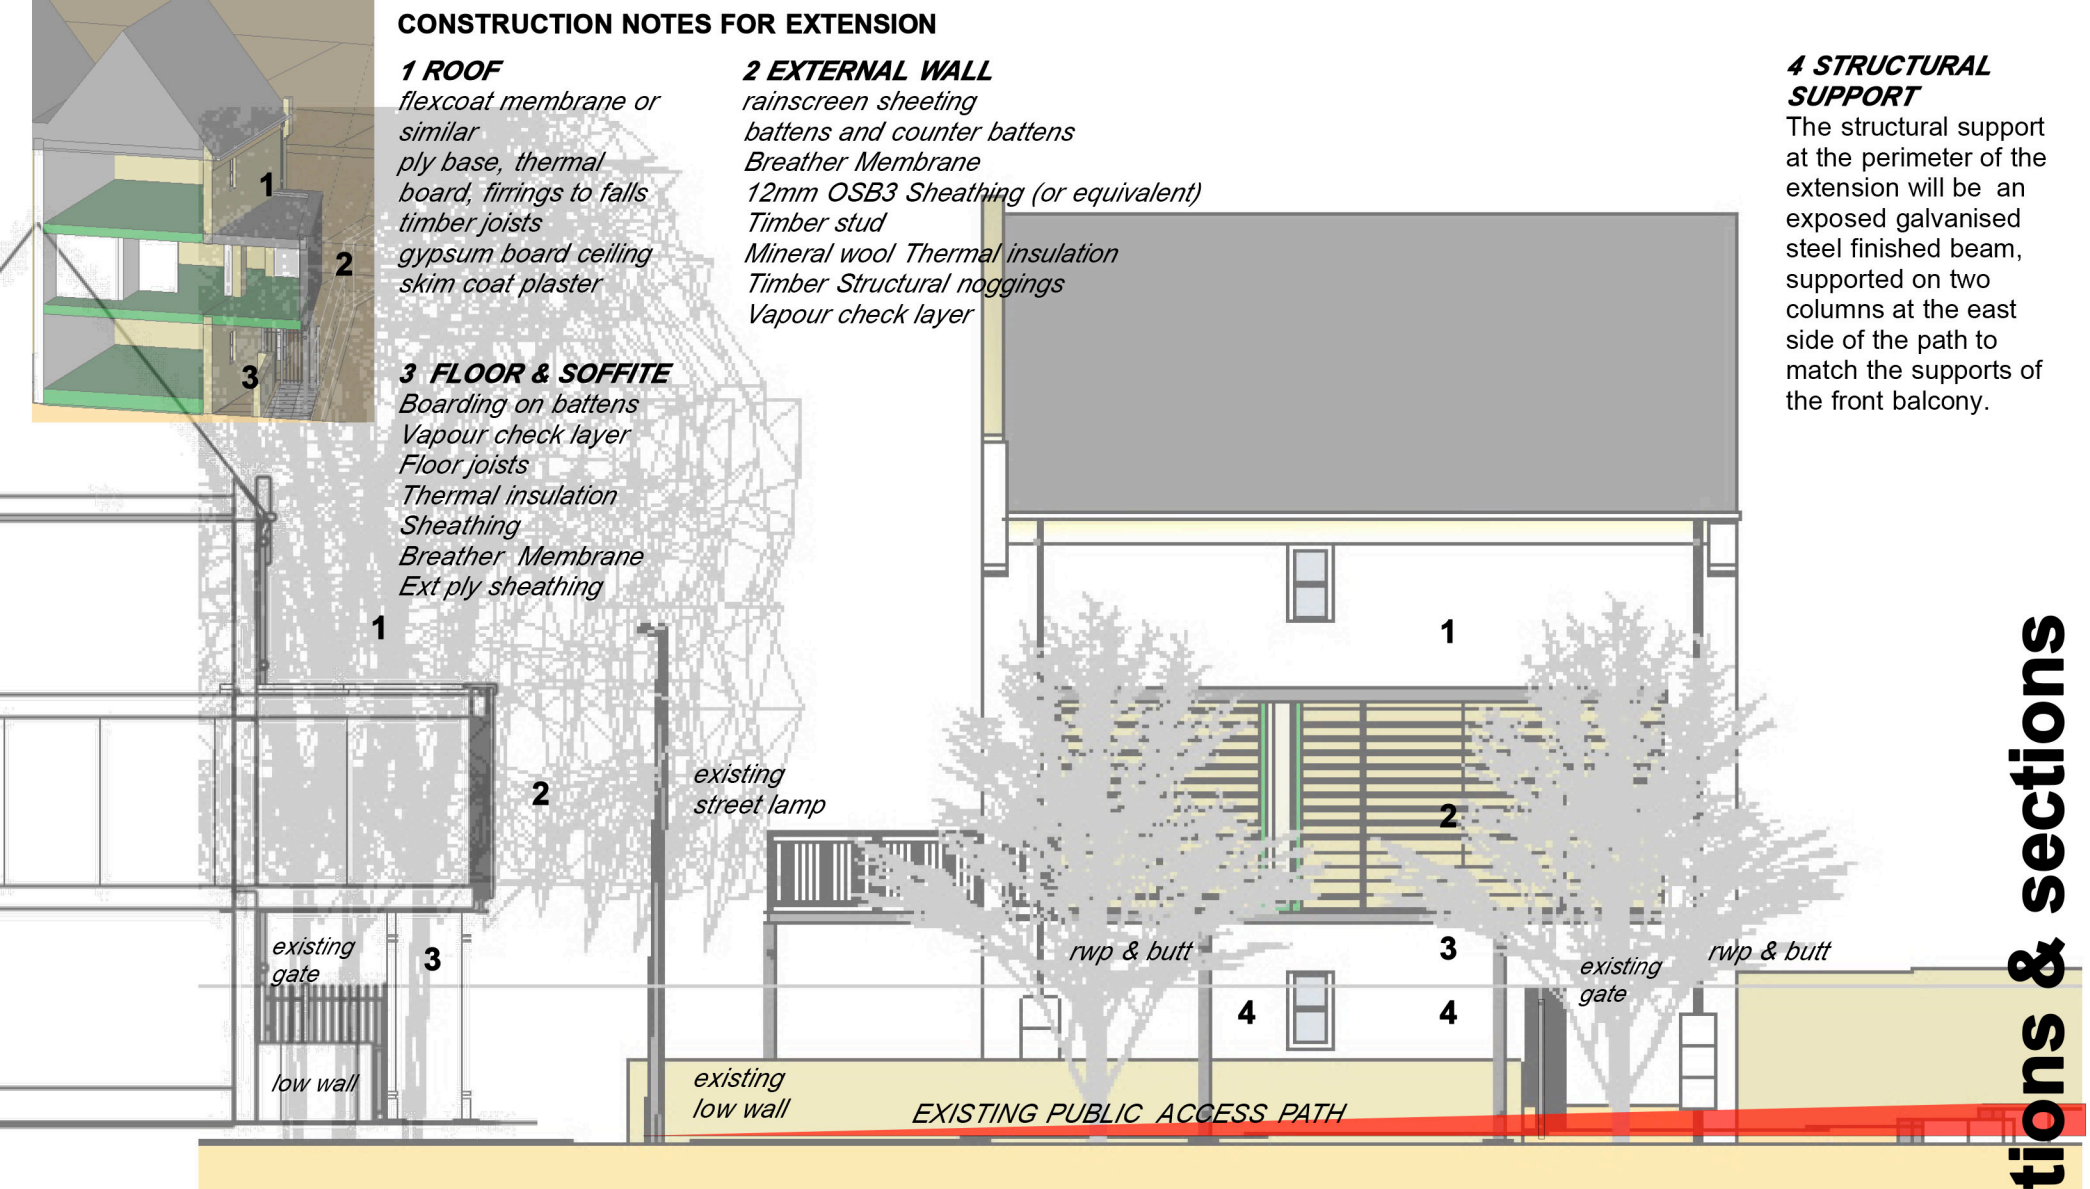 CONSTRUCTION NOTES FOR EXTENSION
1 ROOF
flexcoat membrane or
similar
ply base, thermal
board, firrings to falls
timber joists
gypsum board ceiling
skim coat plaster
2 EXTERNAL WALL
rainscreen sheeting
battens and counter battens
Breather Membrane
12mm OSB3 Sheathing (or equivalent)
Timber stud
Mineral wool Thermal insulation
Timber Structural noggings
Vapour check layer
3 FLOOR & SOFFITE
Boarding on battens
Vapour check layer
Floor joists
Thermal insulation
Sheathing
Breather Membrane
Ext ply sheathing
4 STRUCTURAL
SUPPORT
The structural support
at the perimeter of the
extension will be an
exposed galvanised
steel finished beam,
supported on two
columns at the east
side of the path to
match the supports of
the front balcony.
1
2
3
1
2
3
existing
gate
low wall
existing
street lamp
existing
low wall
EXISTING PUBLIC ACCESS PATH
1
2
3
4
4
rwp & butt
existing
gate
rwp & butt
tions & sections